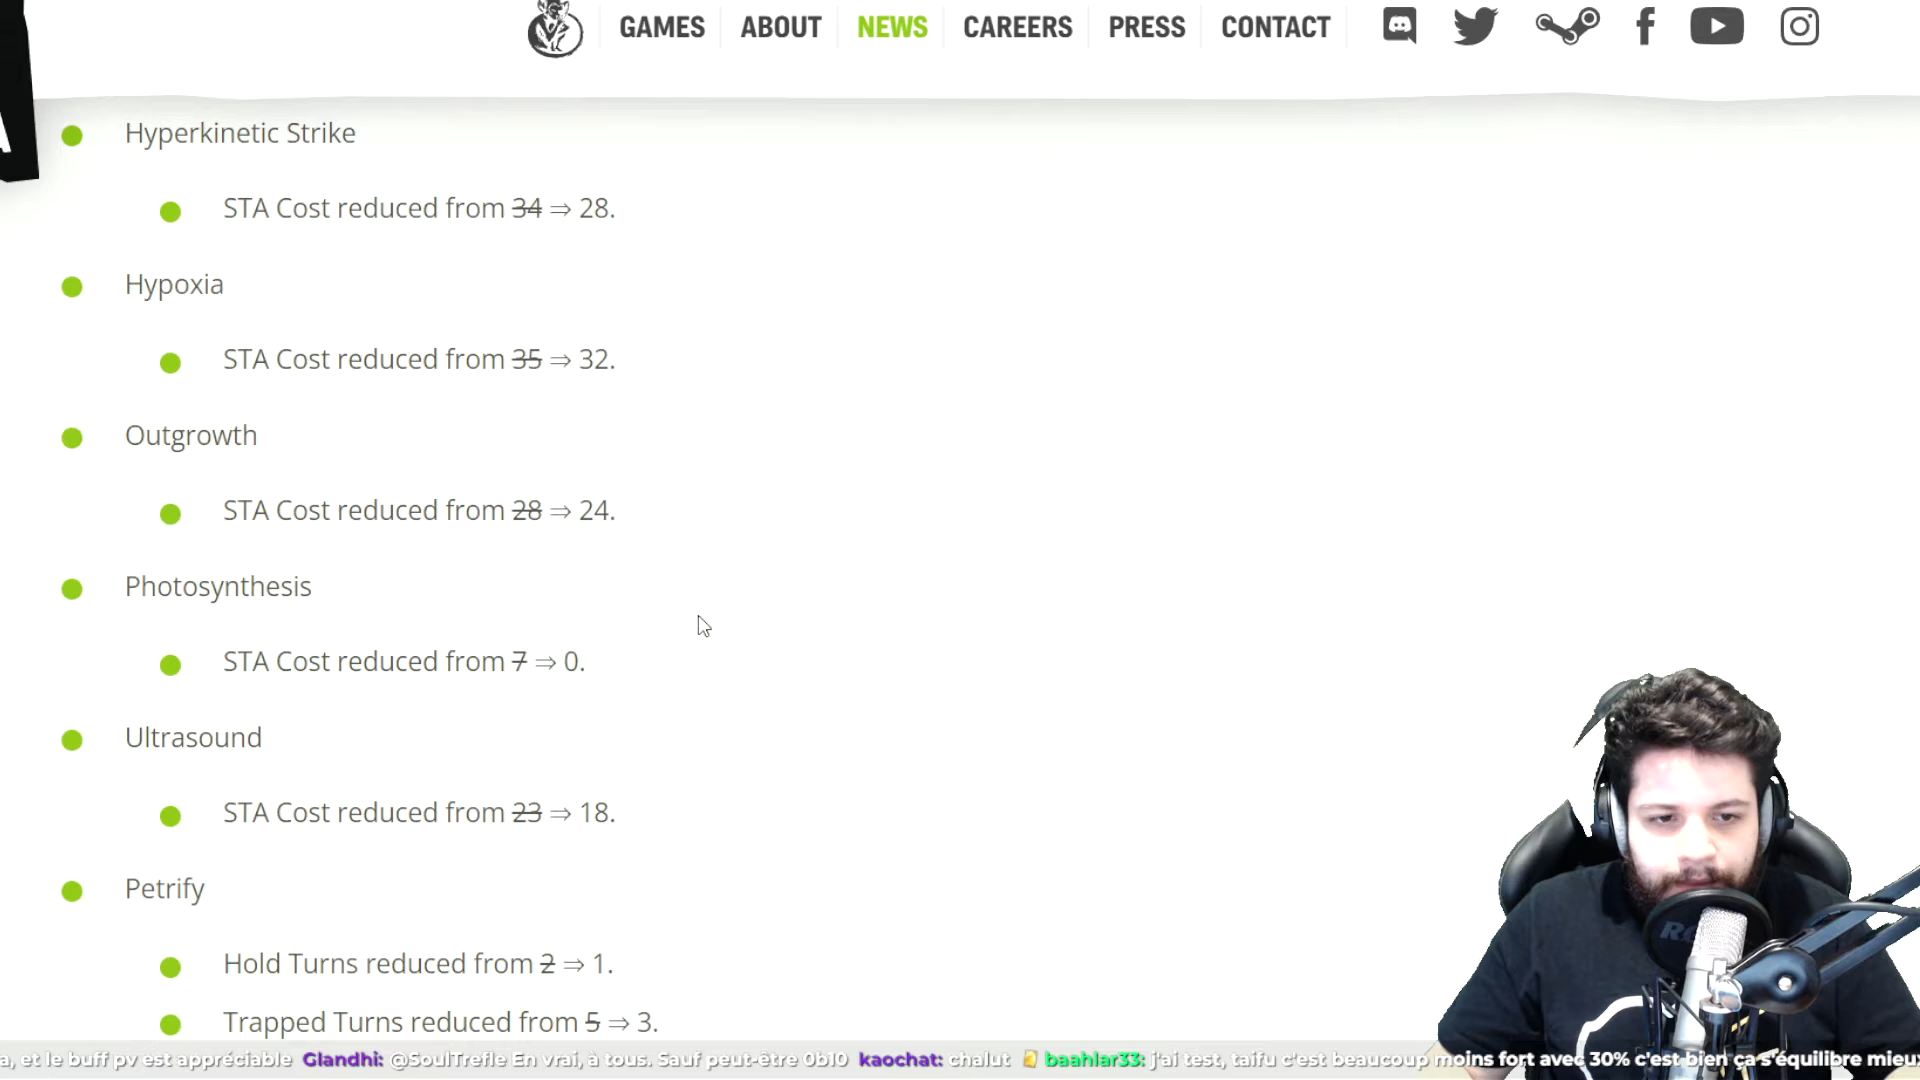 GAMES ABOUT NEWS CAREERS PRESS CONTACT
Hyperkinetic Strike
STA Cost reduced from 34 ⇒ 28.
Hypoxia
STA Cost reduced from 35 ⇒ 32.
Outgrowth
STA Cost reduced from 28 ⇒ 24.
Photosynthesis
STA Cost reduced from 7 ⇒ 0.
Ultrasound
STA Cost reduced from 23 ⇒ 18.
Petrify
Hold Turns reduced from 2 ⇒ 1.
Trapped Turns reduced from 5 ⇒ 3.
a, et le buff pv est appréciable Glandhi: @SoulTrefle En vrai, à tous. Sauf peut-être 0b10 kaochat: chalut baahlar33: j'ai test, taifu c'est beaucoup moins fort avec 30% c'est bien ça s'équilibre mieux